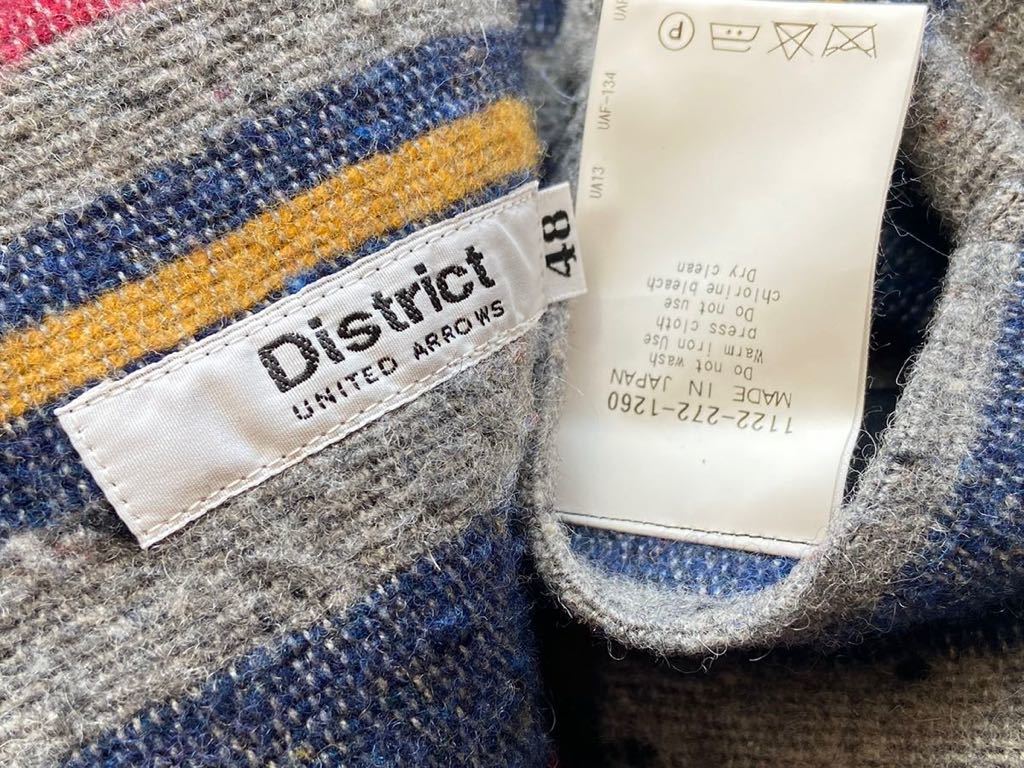 District
UNITED ARROWS
48
1122-272-1260
MADE IN JAPAN
Do not wash
Warm iron Use
press cloth
Do not use
chlorine bleach
Dry clean
P
UA13
UAF-134
UAF